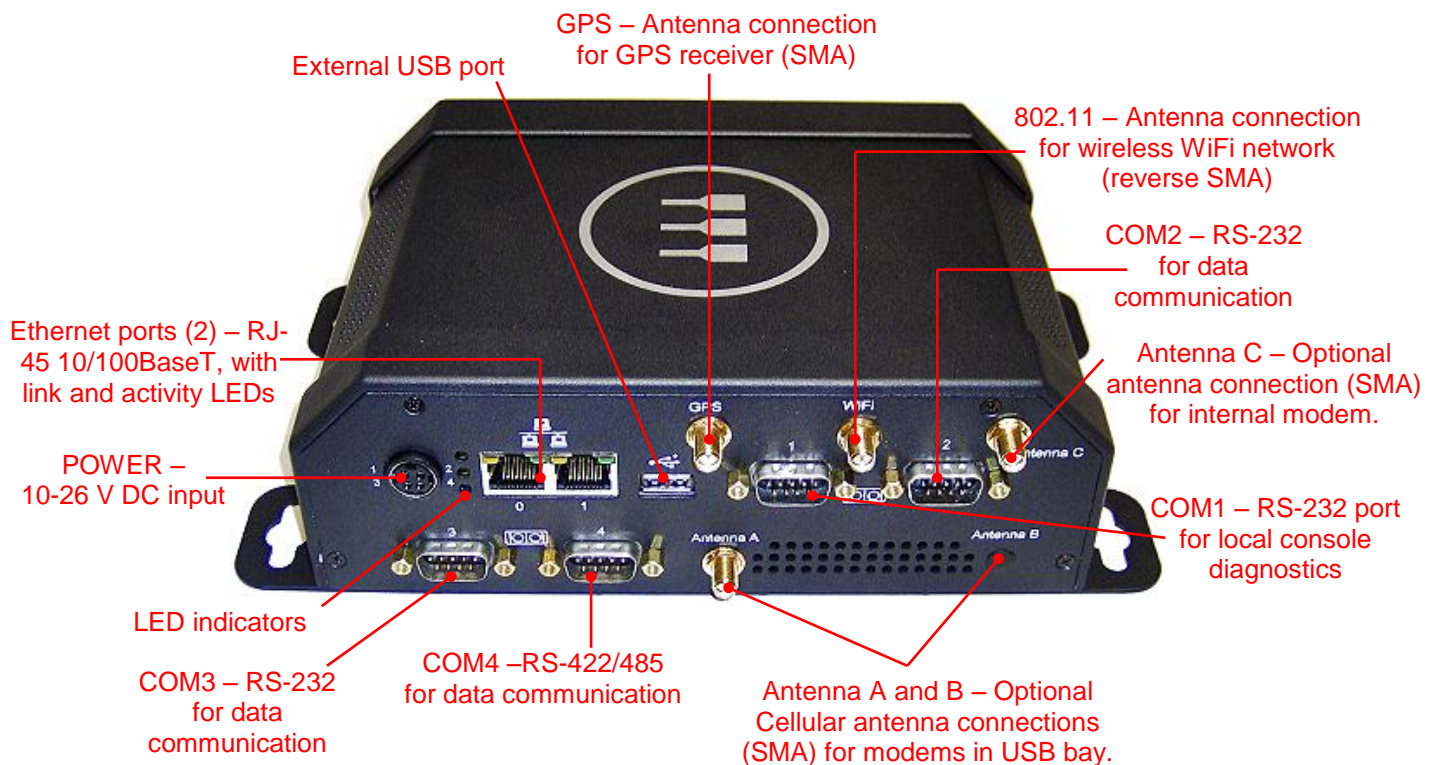 GPS – Antenna connection
for GPS receiver (SMA)
External USB port
802.11 – Antenna connection
for wireless WiFi network
(reverse SMA)
COM2 – RS-232
for data
communication
Ethernet ports (2) – RJ-
45 10/100BaseT, with
link and activity LEDs
Antenna C – Optional
antenna connection (SMA)
for internal modem.
POWER –
10-26 V DC input
COM1 – RS-232 port
for local console
diagnostics
LED indicators
COM3 – RS-232
for data
communication
COM4 –RS-422/485
for data communication
Antenna A and B – Optional
Cellular antenna connections
(SMA) for modems in USB bay.
GPS
WiFi
1
2
Antenna C
1 2
3 4
0 1
3
4
Antenna A
Antenna B